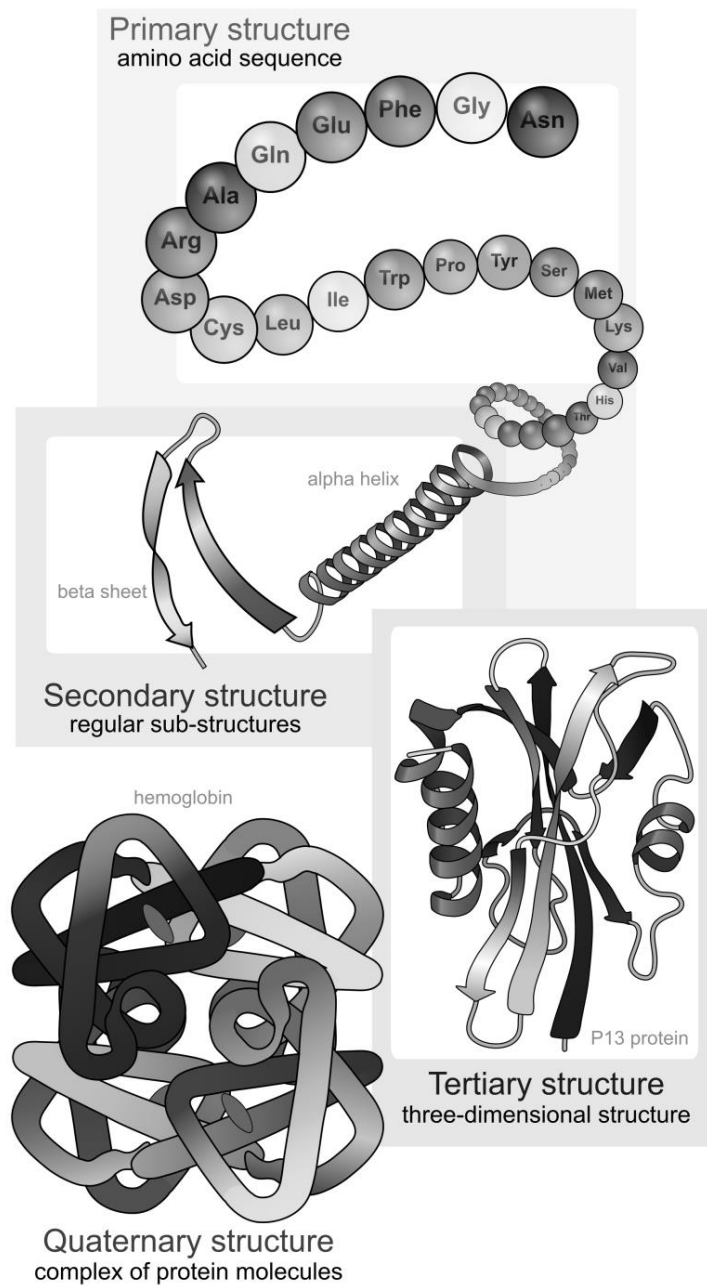 Primary structure
amino acid sequence
Asn
Gly
Phe
Glu
Gln
Ala
Arg
Asp
Cys
Leu
Ile
Trp
Pro
Tyr
Ser
Met
Lys
Val
His
Thr
alpha helix
beta sheet
Secondary structure
regular sub-structures
P13 protein
Tertiary structure
three-dimensional structure
hemoglobin
Quaternary structure
complex of protein molecules